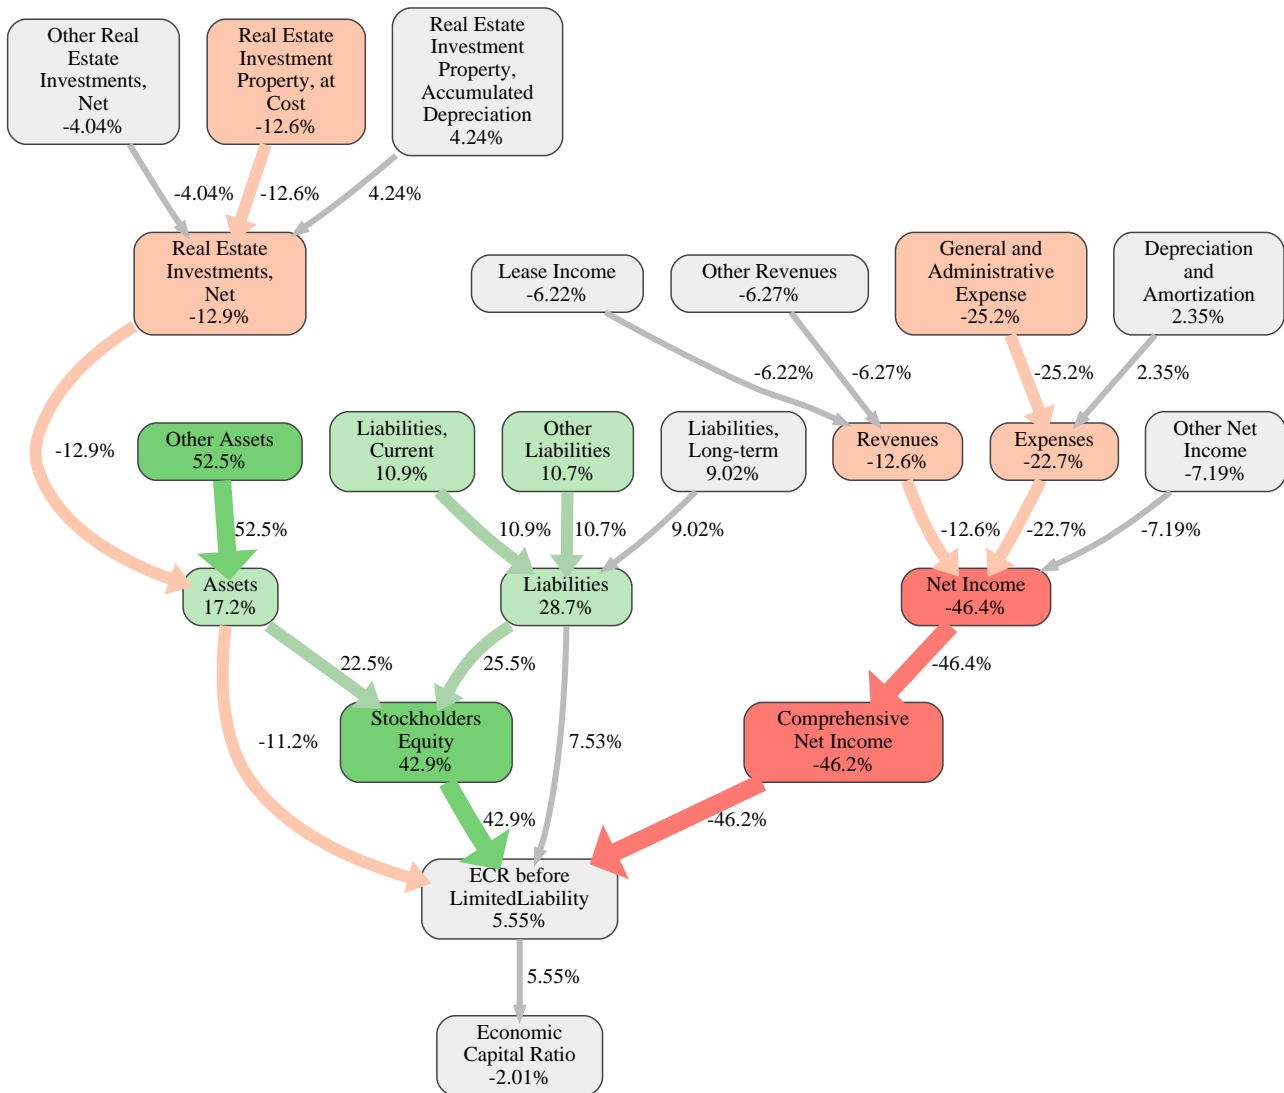 Other Real
Estate
Investments,
Net
-4.04%
Real Estate
Investment
Property, at
Cost
-12.6%
Real Estate
Investment
Property,
Accumulated
Depreciation
4.24%
-4.04%
-12.6%
4.24%
Real Estate
Investments,
Net
-12.9%
Lease Income
-6.22%
Other Revenues
-6.27%
General and
Administrative
Expense
-25.2%
Depreciation
and
Amortization
2.35%
-6.22%
-6.27%
-25.2%
2.35%
-12.9%
Other Assets
52.5%
Liabilities,
Current
10.9%
Other
Liabilities
10.7%
Liabilities,
Long-term
9.02%
Revenues
-12.6%
Expenses
-22.7%
Other Net
Income
-7.19%
52.5%
10.9%
10.7%
9.02%
-12.6%
-22.7%
-7.19%
Assets
17.2%
Liabilities
28.7%
Net Income
-46.4%
22.5%
25.5%
-46.4%
-11.2%
Stockholders
Equity
42.9%
7.53%
Comprehensive
Net Income
-46.2%
42.9%
-46.2%
ECR before
LimitedLiability
5.55%
5.55%
Economic
Capital Ratio
-2.01%